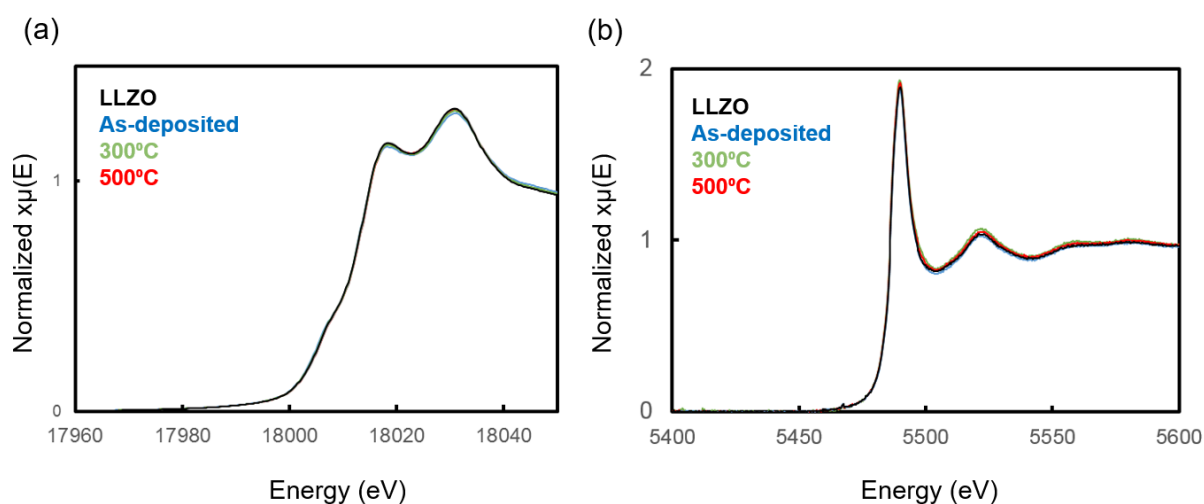 (a)
Normalized xμ(E)
1
0
LLZO
As-deposited
300ºC
500ºC
17960 17980 18000 18020 18040
Energy (eV)
(b)
Normalized xμ(E)
2
1
0
LLZO
As-deposited
300ºC
500ºC
5400 5450 5500 5550 5600
Energy (eV)